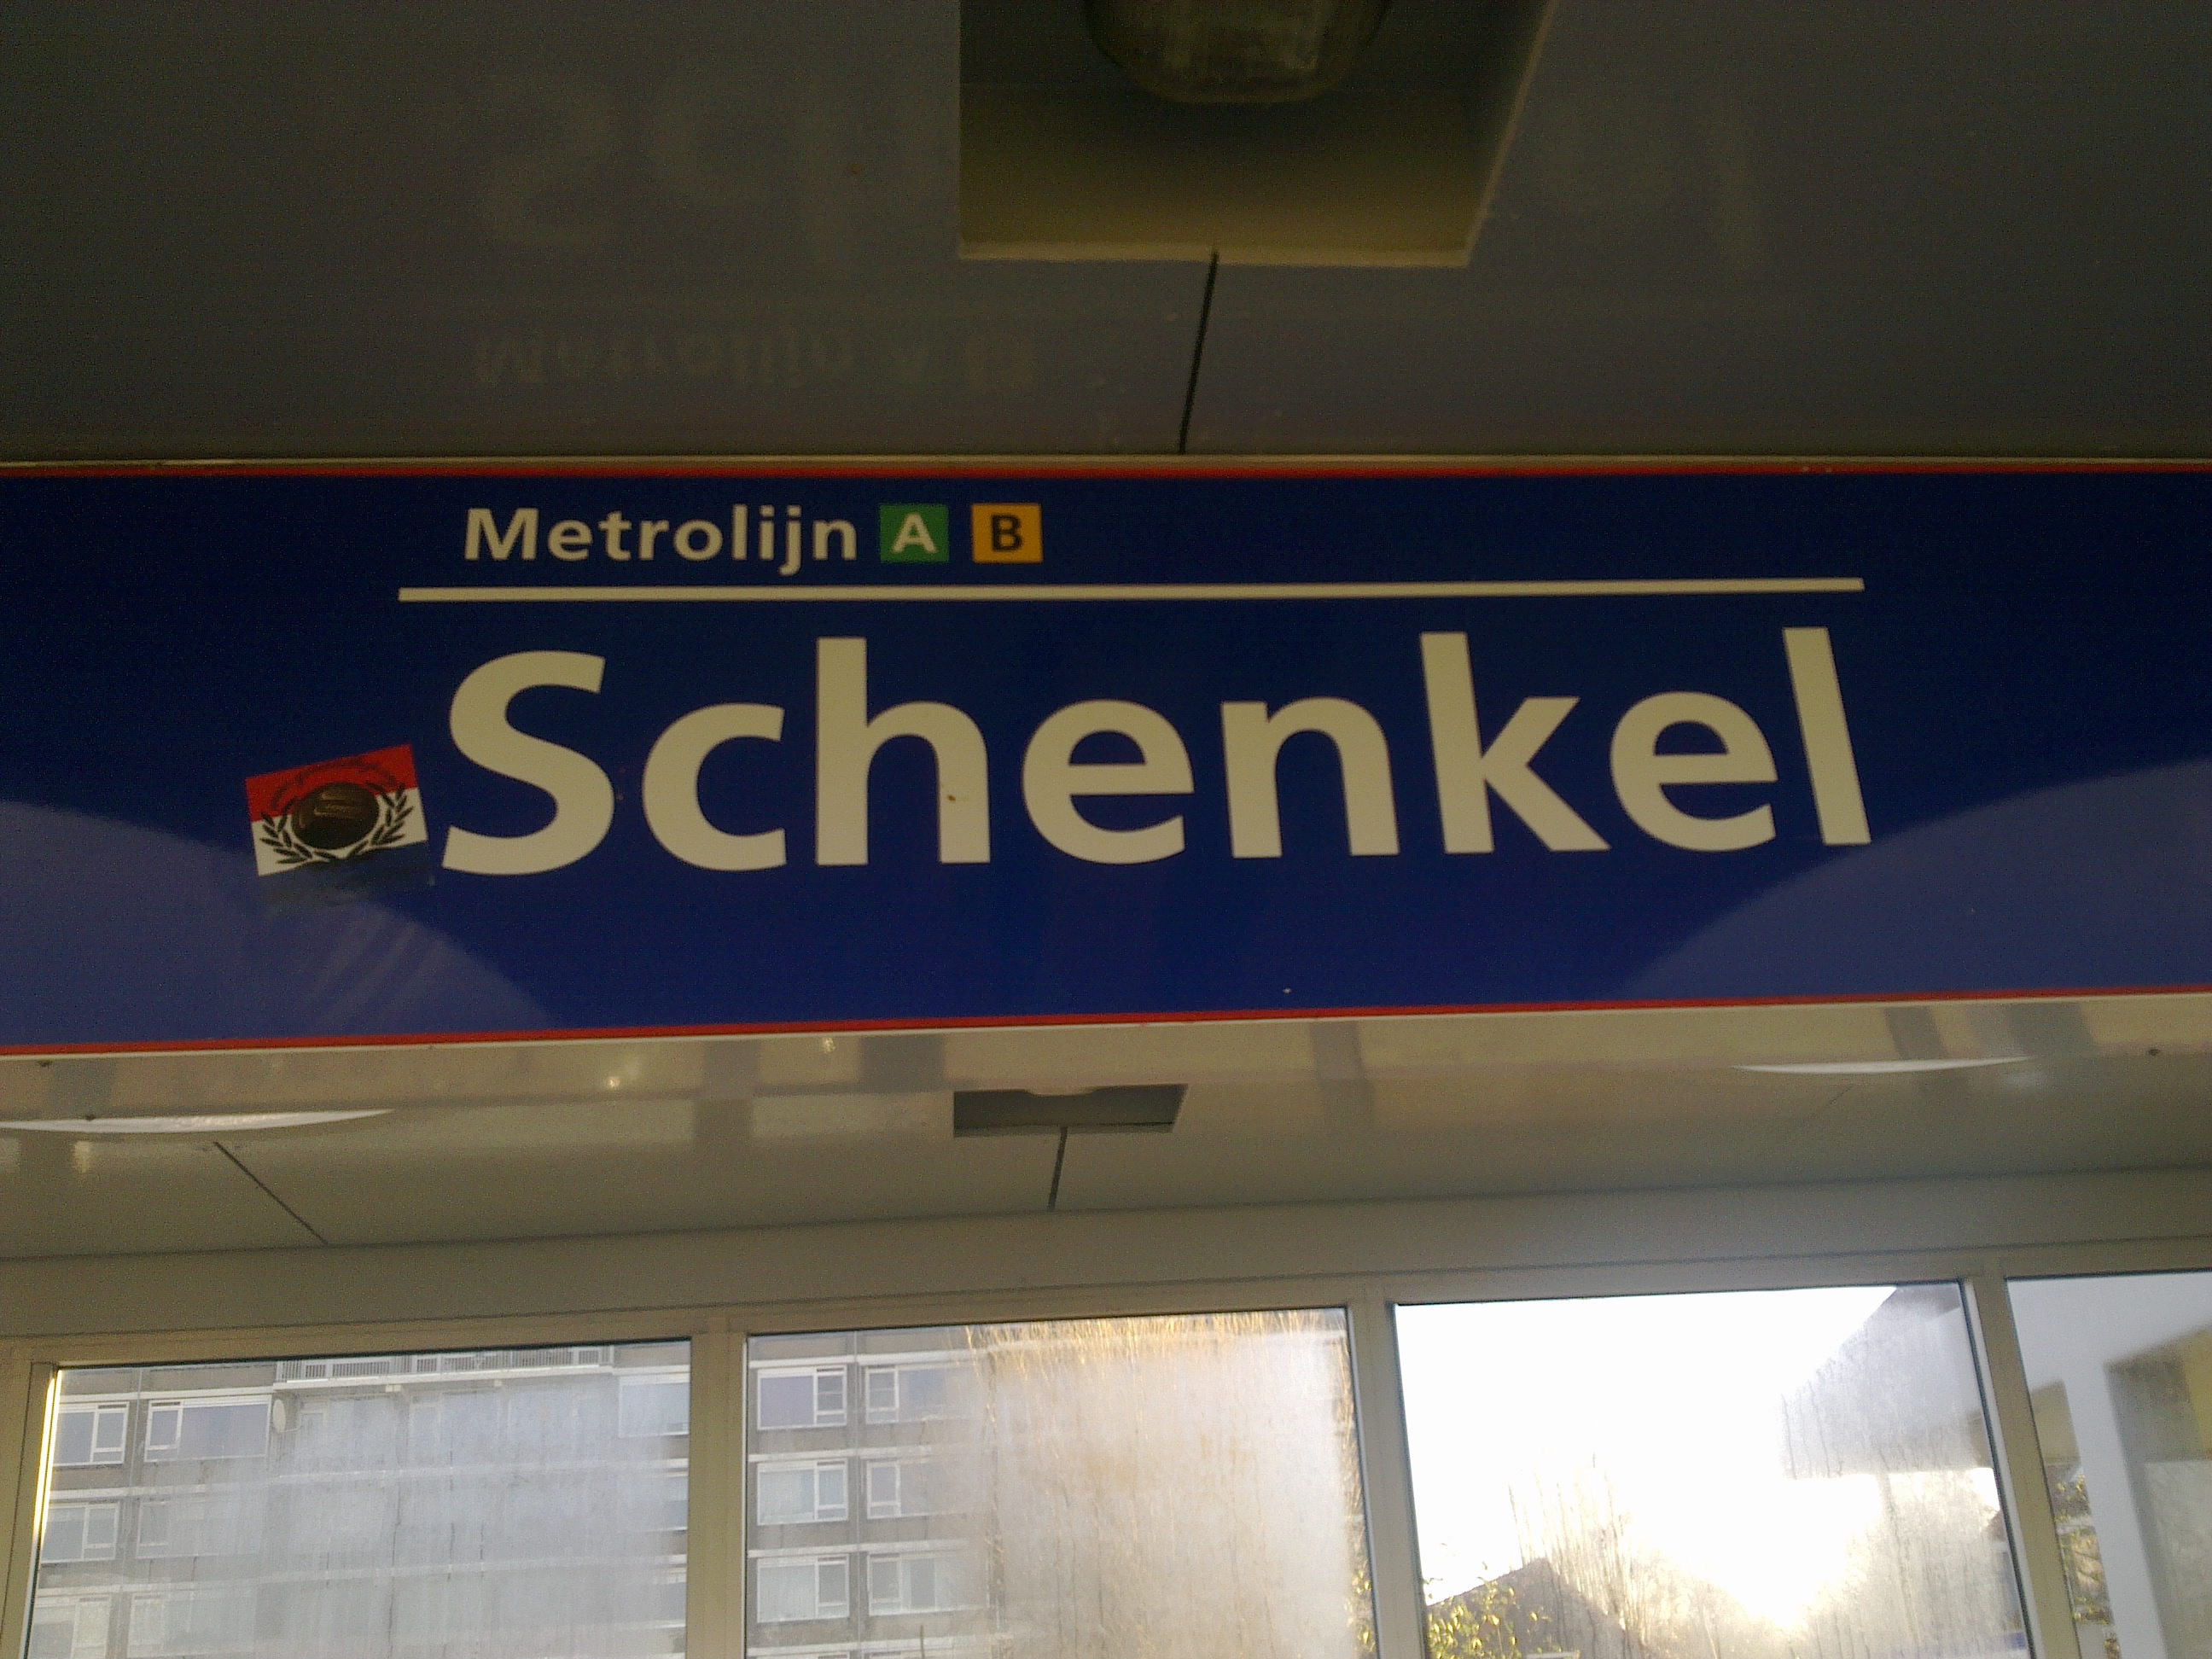 Metrolijn A B
Schenkel